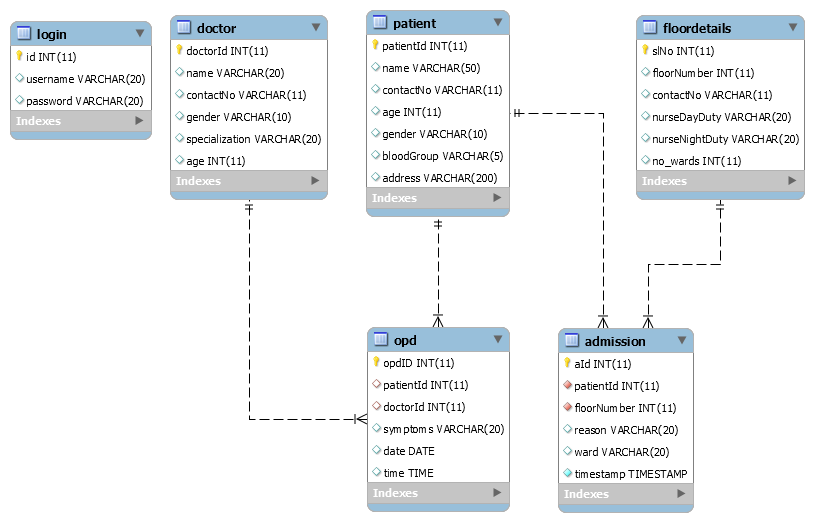 login
id INT(11)
username VARCHAR(20)
password VARCHAR(20)
Indexes
doctor
doctorId INT(11)
name VARCHAR(20)
contactNo VARCHAR(11)
gender VARCHAR(10)
specialization VARCHAR(20)
age INT(11)
Indexes
patient
patientId INT(11)
name VARCHAR(50)
contactNo VARCHAR(11)
age INT(11)
gender VARCHAR(10)
bloodGroup VARCHAR(5)
address VARCHAR(200)
Indexes
floordetails
slNo INT(11)
floorNumber INT(11)
contactNo VARCHAR(11)
nurseDayDuty VARCHAR(20)
nurseNightDuty VARCHAR(20)
no_wards INT(11)
Indexes
opd
opdID INT(11)
patientId INT(11)
doctorId INT(11)
symptoms VARCHAR(20)
date DATE
time TIME
Indexes
admission
aId INT(11)
patientId INT(11)
floorNumber INT(11)
reason VARCHAR(20)
ward VARCHAR(20)
timestamp TIMESTAMP
Indexes